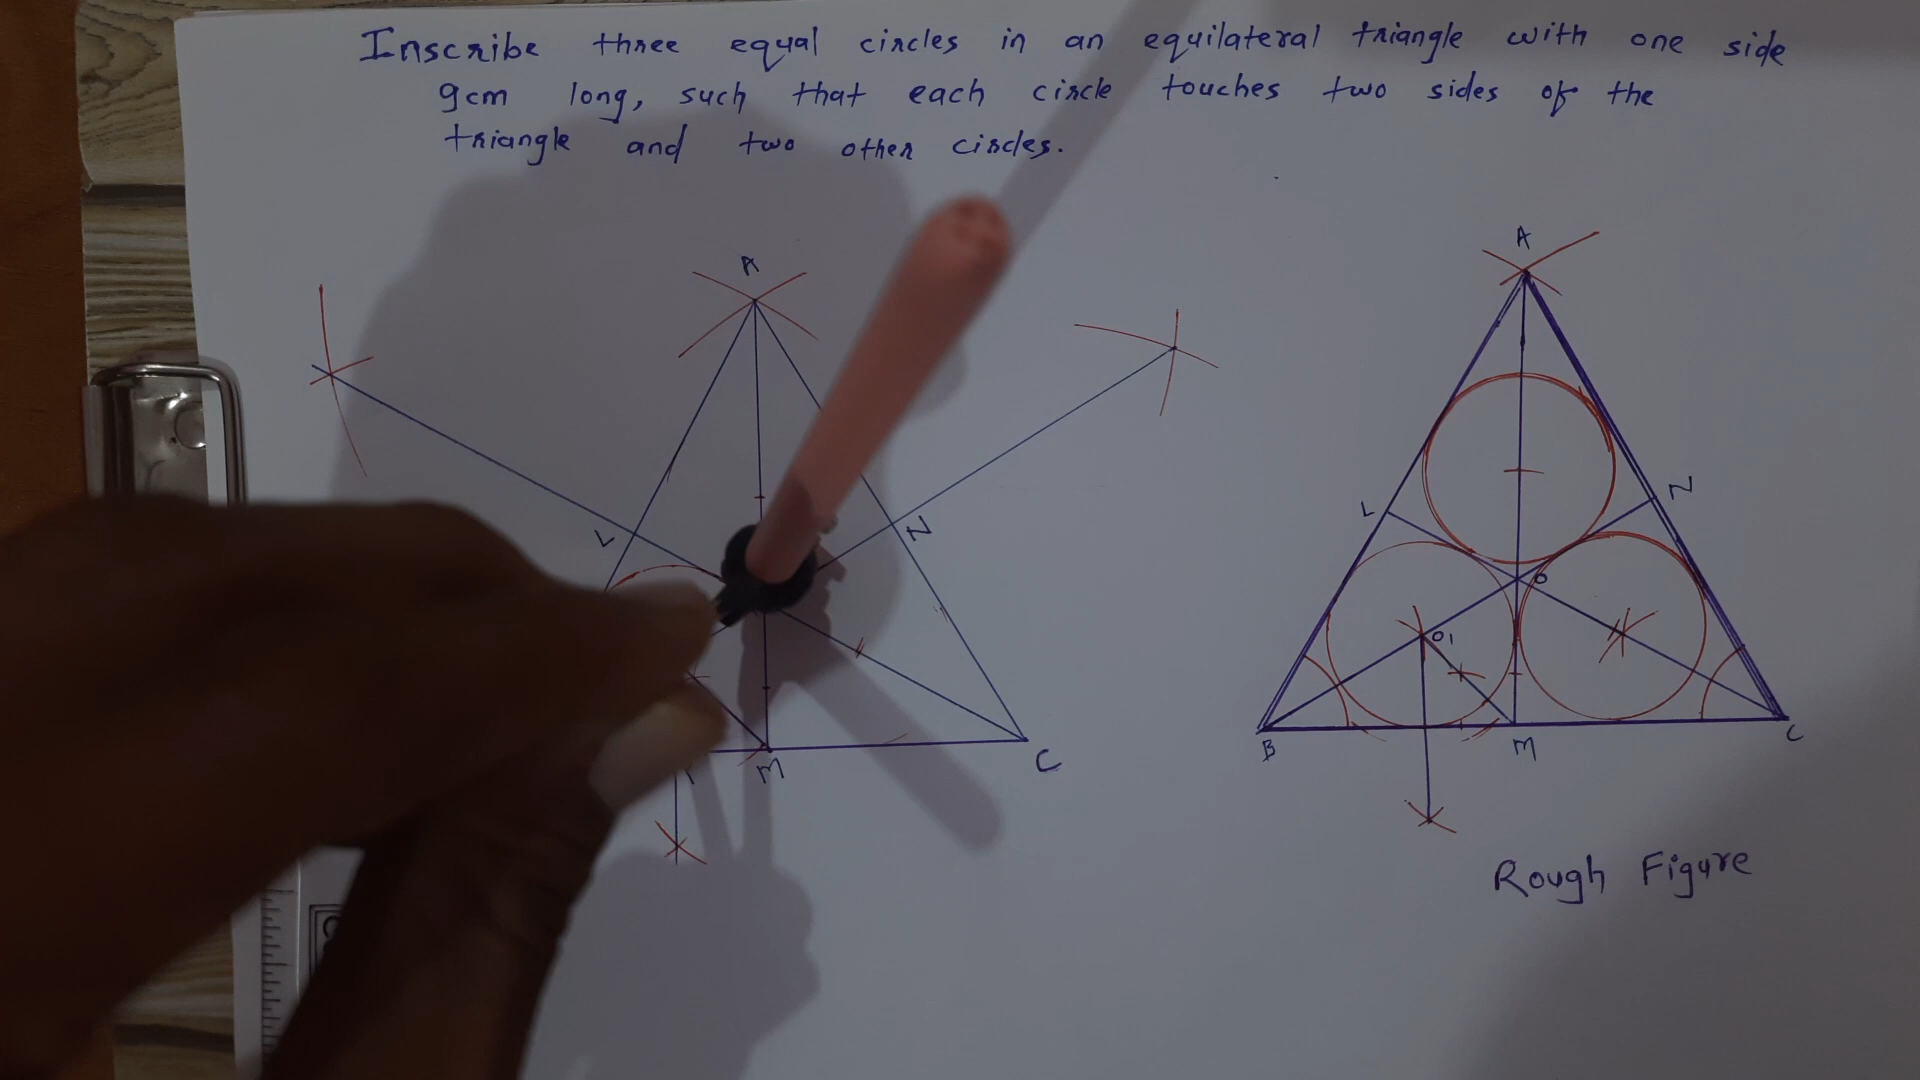 Inscribe three equal circles in an equilateral triangle with one side
9cm long, such that each circle touches two sides of the
triangle and two other circles.
A
A
L
N
L
N
O
O1
M
C
B
M
C
Rough Figure